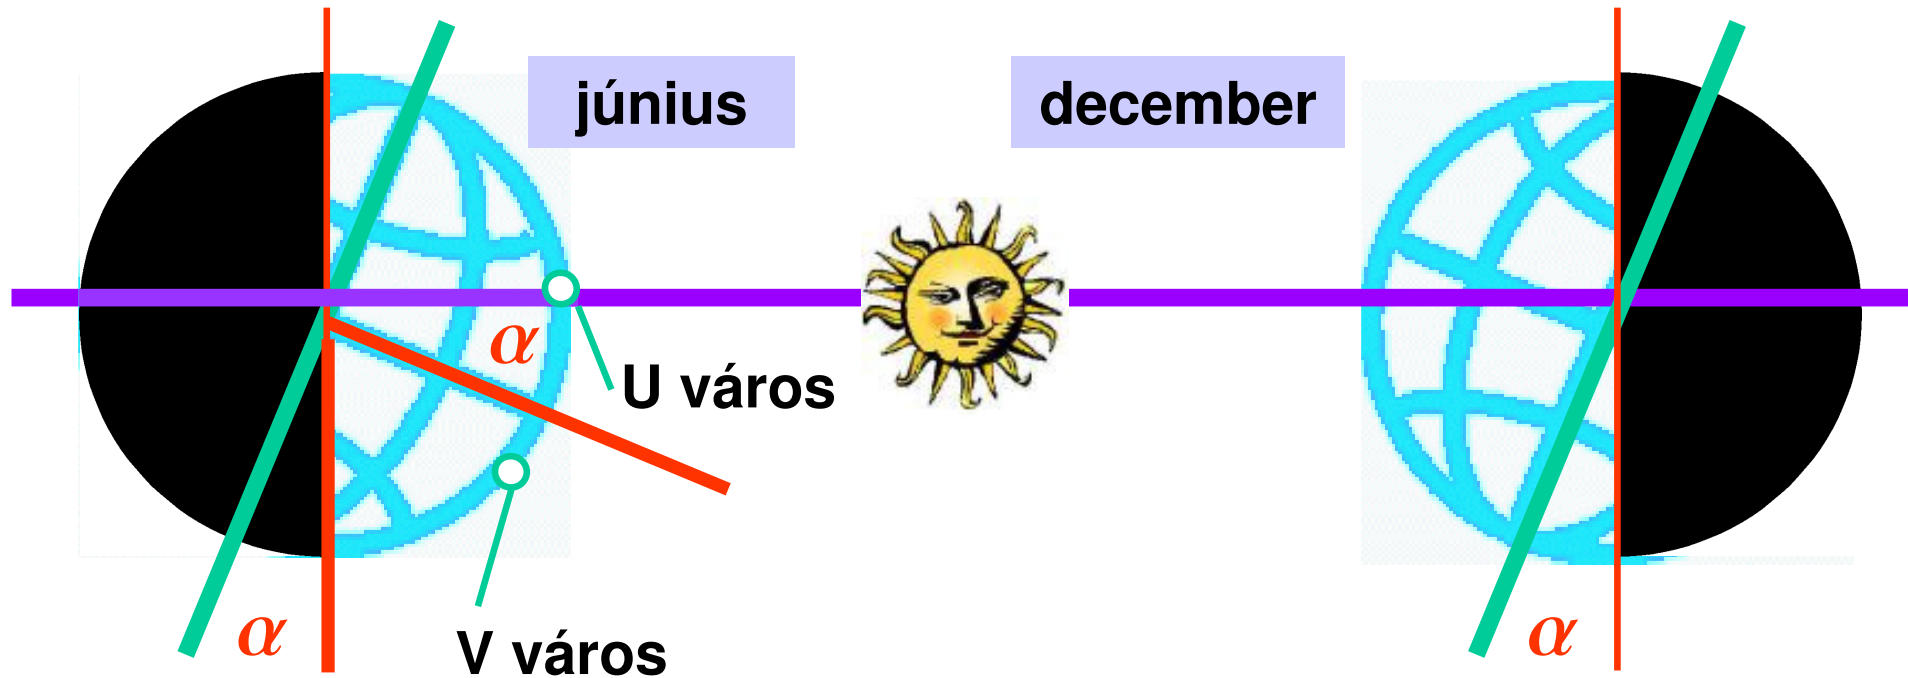 június
december
α
U város
α
V város
α